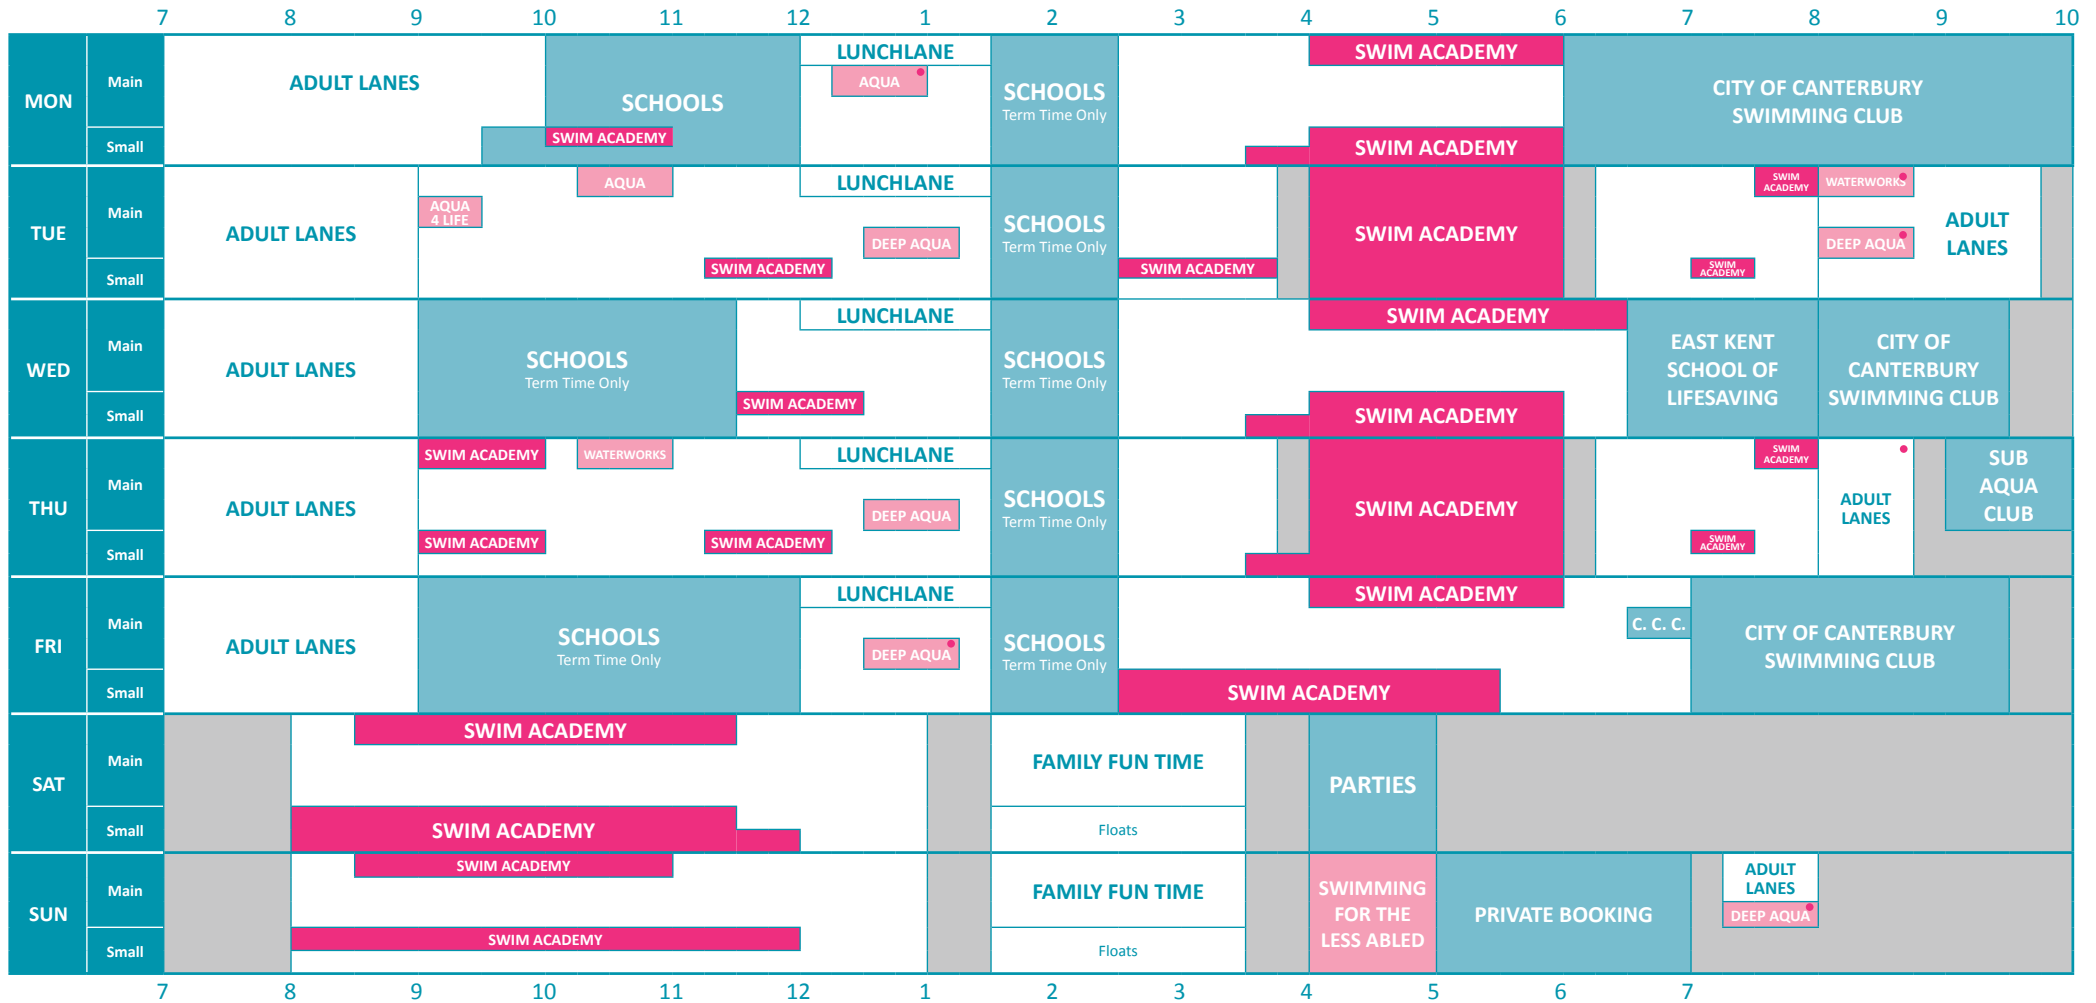 7 8 9 10 11 12 1 2 3 4 5 6 7 8 9 10
MON
Main
Small
ADULT LANES
SCHOOLS
SWIM ACADEMY
LUNCHLANE
AQUA
SCHOOLS
Term Time Only
SWIM ACADEMY
SWIM ACADEMY
CITY OF CANTERBURY
SWIMMING CLUB
TUE
Main
Small
ADULT LANES
AQUA
4 LIFE
AQUA
SWIM ACADEMY
LUNCHLANE
DEEP AQUA
SCHOOLS
Term Time Only
SWIM ACADEMY
SWIM ACADEMY
SWIM
ACADEMY
SWIM
ACADEMY
WATERWORKS
DEEP AQUA
ADULT
LANES
WED
Main
Small
ADULT LANES
SCHOOLS
Term Time Only
SWIM ACADEMY
LUNCHLANE
SCHOOLS
Term Time Only
SWIM ACADEMY
SWIM ACADEMY
EAST KENT
SCHOOL OF
LIFESAVING
CITY OF
CANTERBURY
SWIMMING CLUB
THU
Main
Small
ADULT LANES
SWIM ACADEMY
SWIM ACADEMY
WATERWORKS
SWIM ACADEMY
LUNCHLANE
DEEP AQUA
SCHOOLS
Term Time Only
SWIM ACADEMY
SWIM
ACADEMY
SWIM
ACADEMY
ADULT
LANES
SUB
AQUA
CLUB
FRI
Main
Small
ADULT LANES
SCHOOLS
Term Time Only
LUNCHLANE
DEEP AQUA
SCHOOLS
Term Time Only
SWIM ACADEMY
SWIM ACADEMY
C. C. C.
CITY OF CANTERBURY
SWIMMING CLUB
SAT
Main
Small
SWIM ACADEMY
SWIM ACADEMY
FAMILY FUN TIME
Floats
PARTIES
SUN
Main
Small
SWIM ACADEMY
SWIM ACADEMY
FAMILY FUN TIME
Floats
SWIMMING
FOR THE
LESS ABLED
PRIVATE BOOKING
ADULT
LANES
DEEP AQUA
7 8 9 10 11 12 1 2 3 4 5 6 7